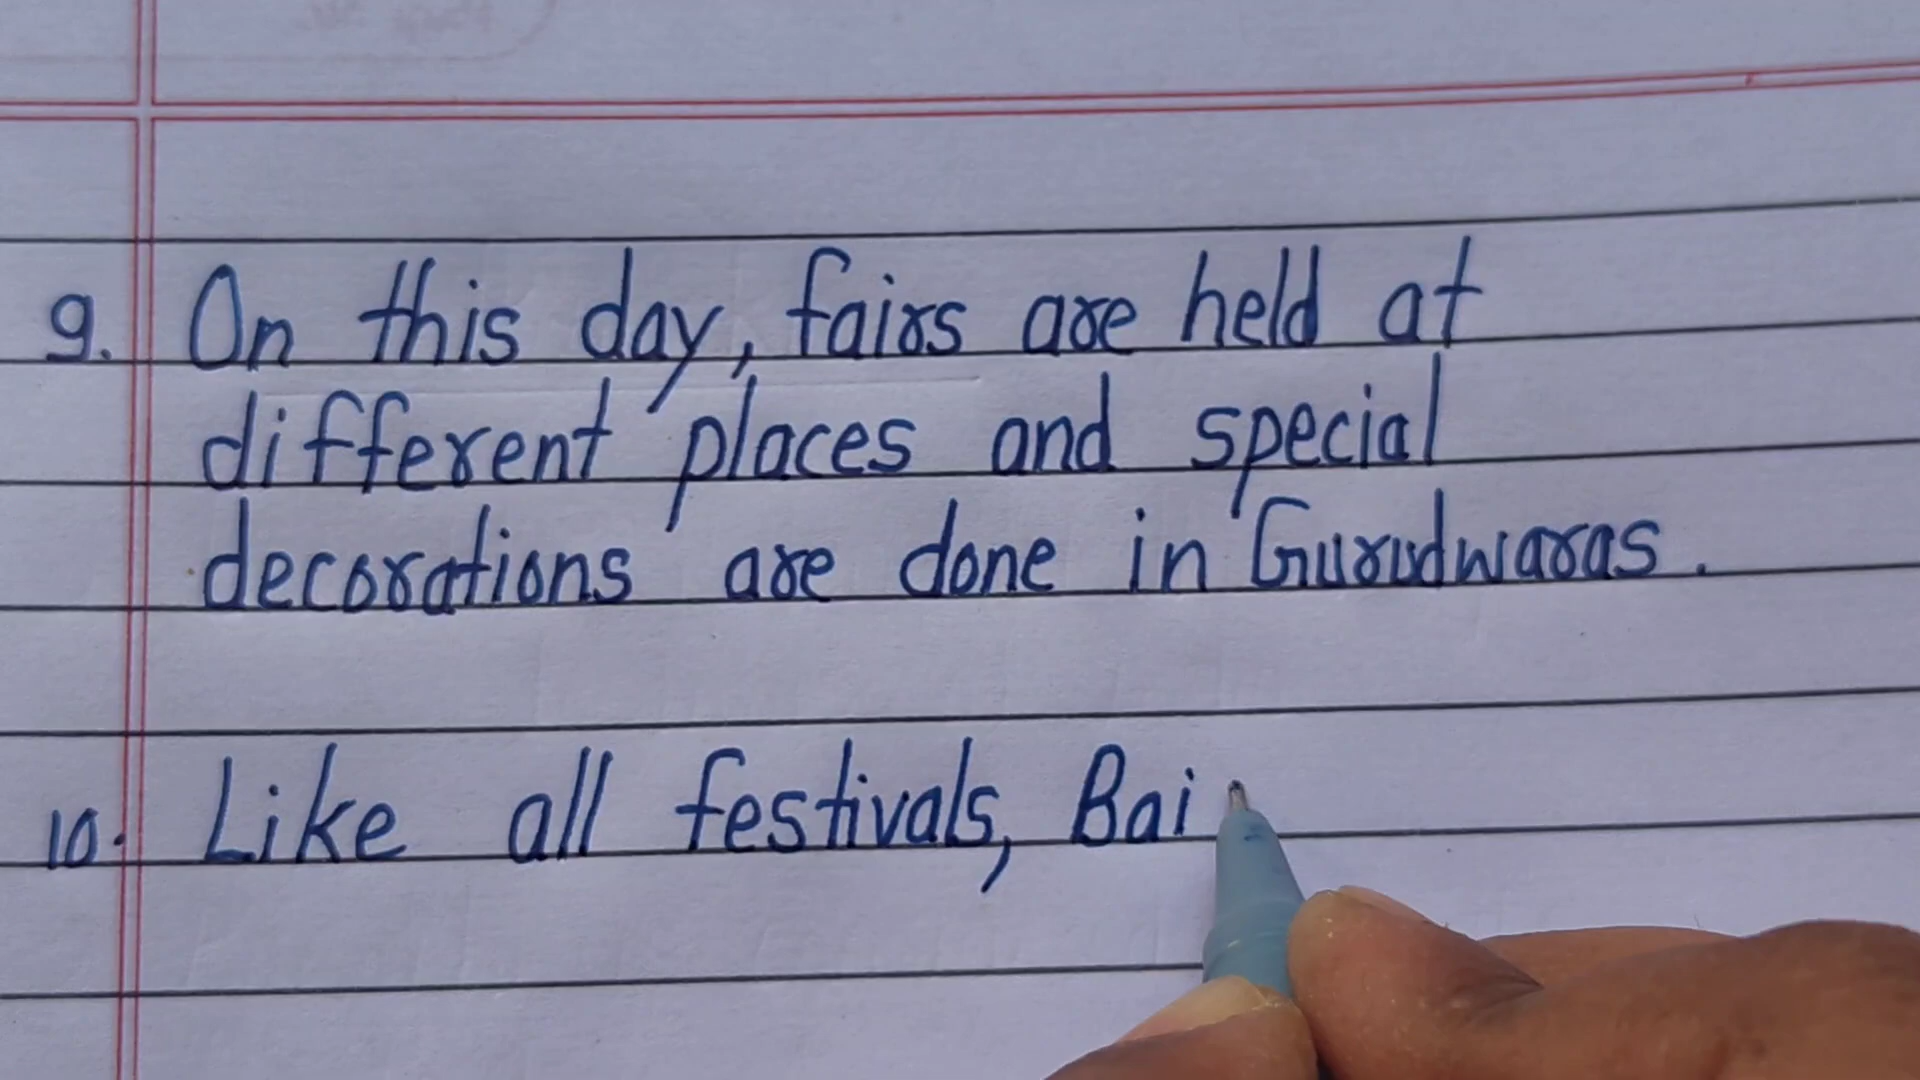 9. On this day, fairs are held at
different places and special
decorations are done in Gurudwaras.
10. Like all festivals, Bai